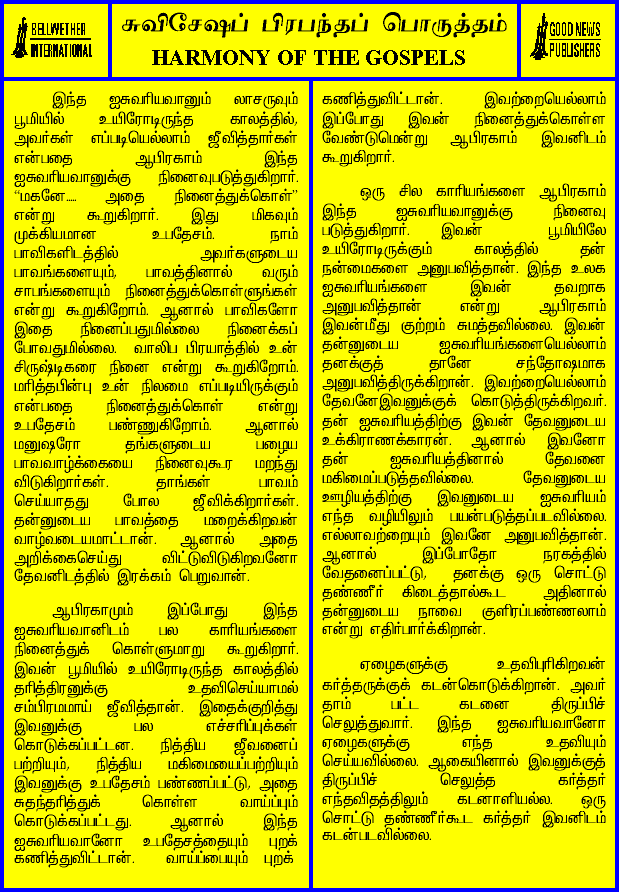 BELLWETHER
INTERNATIONAL
சுவிசேஷப் பிரபந்தப் பொருத்தம்
HARMONY OF THE GOSPELS
GOOD NEWS
PUBLISHERS
இந்த ஐசுவரியவானும் லாசருவும்
பூமியில் உயிரோடிருந்த காலத்தில்,
அவர்கள் எப்படியெல்லாம் ஜீவித்தார்கள்
என்பதை ஆபிரகாம் இந்த
ஐசுவரியவானுக்கு நினைவுபடுத்துகிறார்.
“மகனே..... அதை நினைத்துக்கொள்”
என்று கூறுகிறார். இது மிகவும்
முக்கியமான உபதேசம். நாம்
பாவிகளிடத்தில் அவர்களுடைய
பாவங்களையும், பாவத்தினால் வரும்
சாபங்களையும் நினைத்துக்கொள்ளுங்கள்
என்று கூறுகிறோம். ஆனால் பாவிகளோ
இதை நினைப்பதுமில்லை நினைக்கப்
போவதுமில்லை. வாலிப பிரயாத்தில் உன்
சிருஷ்டிகரை நினை என்று கூறுகிறோம்.
மரித்தபின்பு உன் நிலமை எப்படியிருக்கும்
என்பதை நினைத்துக்கொள் என்று
உபதேசம் பண்ணுகிறோம். ஆனால்
மனுஷரோ தங்களுடைய பழைய
பாவவாழ்க்கையை நினைவுகூர மறந்து
விடுகிறார்கள். தாங்கள் பாவம்
செய்யாதது போல ஜீவிக்கிறார்கள்.
தன்னுடைய பாவத்தை மறைக்கிறவன்
வாழ்வடையமாட்டான். ஆனால் அதை
அறிக்கைசெய்து விட்டுவிடுகிறவனோ
தேவனிடத்தில் இரக்கம் பெறுவான்.
ஆபிரகாமும் இப்போது இந்த
ஐசுவரியவானிடம் பல காரியங்களை
நினைத்துக் கொள்ளுமாறு கூறுகிறார்.
இவன் பூமியில் உயிரோடிருந்த காலத்தில்
தரித்திரனுக்கு உதவிசெய்யாமல்
சம்பிரமமாய் ஜீவித்தான். இதைக்குறித்து
இவனுக்கு பல எச்சரிப்புக்கள்
கொடுக்கப்பட்டன. நித்திய ஜீவனைப்
பற்றியும், நித்திய மகிமையைப்பற்றியும்
இவனுக்கு உபதேசம் பண்ணப்பட்டு, அதை
சுதந்தரித்துக் கொள்ள வாய்ப்பும்
கொடுக்கப்பட்டது. ஆனால் இந்த
ஐசுவரியவானோ உபதேசத்தையும் புறக்
கணித்துவிட்டான். வாய்ப்பையும் புறக்
கணித்துவிட்டான். இவற்றையெல்லாம்
இப்போது இவன் நினைத்துக்கொள்ள
வேண்டுமென்று ஆபிரகாம் இவனிடம்
கூறுகிறார்.
ஒரு சில காரியங்களை ஆபிரகாம்
இந்த ஐசுவரியவானுக்கு நினைவு
படுத்துகிறார். இவன் பூமியிலே
உயிரோடிருக்கும் காலத்தில் தன்
நன்மைகளை அனுபவித்தான். இந்த உலக
ஐசுவரியங்களை இவன் தவறாக
அனுபவித்தான் என்று ஆபிரகாம்
இவன்மீது குற்றம் சுமத்தவில்லை. இவன்
தன்னுடைய ஐசுவரியங்களையெல்லாம்
தனக்குத் தானே சந்தோஷமாக
அனுபவித்திருக்கிறான். இவற்றையெல்லாம்
தேவனேஇவனுக்குக் கொடுத்திருக்கிறவர்.
தன் ஐசுவரியத்திற்கு இவன் தேவனுடைய
உக்கிராணக்காரன். ஆனால் இவனோ
தன் ஐசுவரியத்தினால் தேவனை
மகிமைப்படுத்தவில்லை. தேவனுடைய
ஊழியத்திற்கு இவனுடைய ஐசுவரியம்
எந்த வழியிலும் பயன்படுத்தப்படவில்லை.
எல்லாவற்றையும் இவனே அனுபவித்தான்.
ஆனால் இப்போதோ நரகத்தில்
வேதனைப்பட்டு, தனக்கு ஒரு சொட்டு
தண்ணீர் கிடைத்தால்கூட அதினால்
தன்னுடைய நாவை குளிரப்பண்ணலாம்
என்று எதிர்பார்க்கிறான்.
ஏழைகளுக்கு உதவிபுரிகிறவன்
கர்த்தருக்குக் கடன்கொடுக்கிறான். அவர்
தாம் பட்ட கடனை திருப்பிச்
செலுத்துவார். இந்த ஐசுவரியவானோ
ஏழைகளுக்கு எந்த உதவியும்
செய்யவில்லை. ஆகையினால் இவனுக்குத்
திருப்பிச் செலுத்த கர்த்தர்
எந்தவிதத்திலும் கடனாளியல்ல. ஒரு
சொட்டு தண்ணீர்கூட கர்த்தர் இவனிடம்
கடன்படவில்லை.